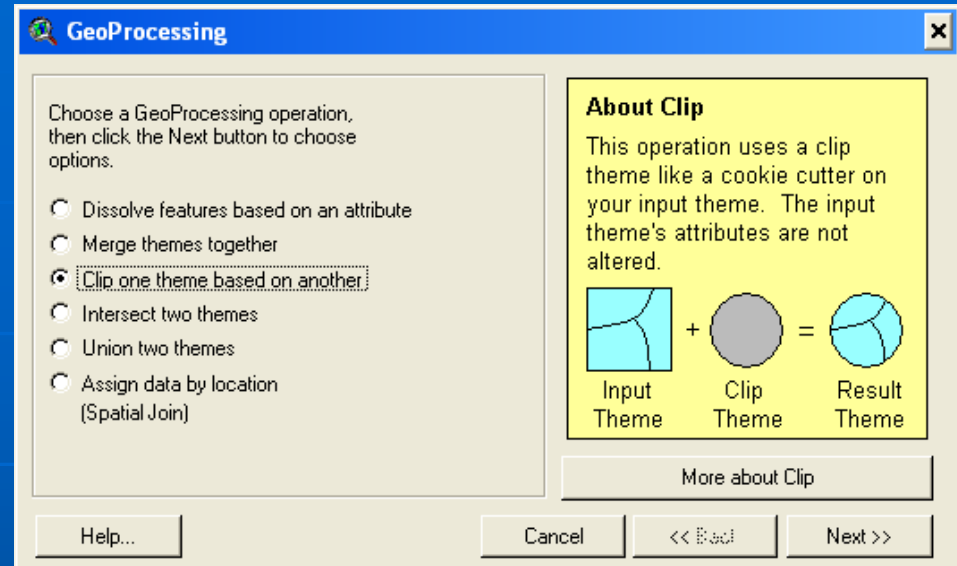 GeoProcessing
Choose a GeoProcessing operation,
then click the Next button to choose
options.
Dissolve features based on an attribute
Merge themes together
Clip one theme based on another
Intersect two themes
Union two themes
Assign data by location
(Spatial Join)
About Clip
This operation uses a clip
theme like a cookie cutter on
your input theme. The input
theme's attributes are not
altered.
+ =
Input Clip Result
Theme Theme Theme
More about Clip
Help... Cancel << Back Next >>